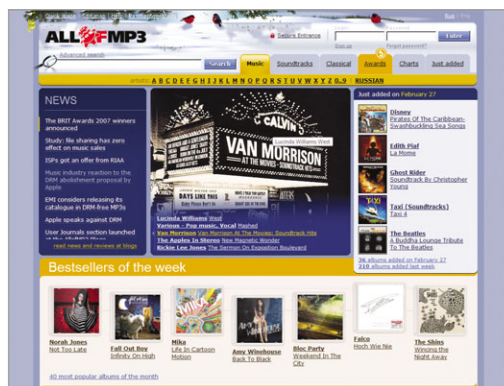 ALLOFMP3
Secure Entrance
Enter
Sign up
Forgot password?
Advanced search
Search
Music
Soundtracks
Classical
Awards
Charts
Just added
artists: A B C D E F G H I J K L M N O P Q R S T U V W X Y Z 0..9 | RUSSIAN
NEWS
The BRIT Awards 2007 winners
announced
Study: file sharing has zero
effect on music sales
ISPs got an offer from RIAA
Music industry reaction to the
DRM abolishment proposal by
Apple
EMI considers releasing its
catalogue in DRM-free MP3s
Apple speaks against DRM
User Journals section launched
read news and reviews at blogs
CALVIN
VAN MORRISON
AT THE MOVIES - SOUNDTRACK HITS
Lucinda Williams West
DAYS LIKE THIS
Lucinda Williams West
Various - Pop music, Vocal Mashed
Van Morrison Van Morrison At The Movies: Soundtrack Hits
The Apples In Stereo New Magnetic Wonder
Rickie Lee Jones The Sermon On Exposition Boulevard
Just added on February 27
Disney
Pirates Of The Caribbean-
Swashbuckling Sea Songs
Edith Piaf
La Mome
Ghost Rider
Soundtrack By Christopher
Young
Taxi (Soundtracks)
Taxi 4
The Beatles
A Buddha Lounge Tribute
To The Beatles
36 albums added on February 27
210 albums added last week
Bestsellers of the week
Norah Jones
Not Too Late
Fall Out Boy
Infinity On High
Mika
Life In Cartoon
Motion
Amy Winehouse
Back To Black
Bloc Party
Weekend In The
City
Falco
Hoch Wie Nie
The Shins
Wincing the
Night Away
40 most popular albums of the month